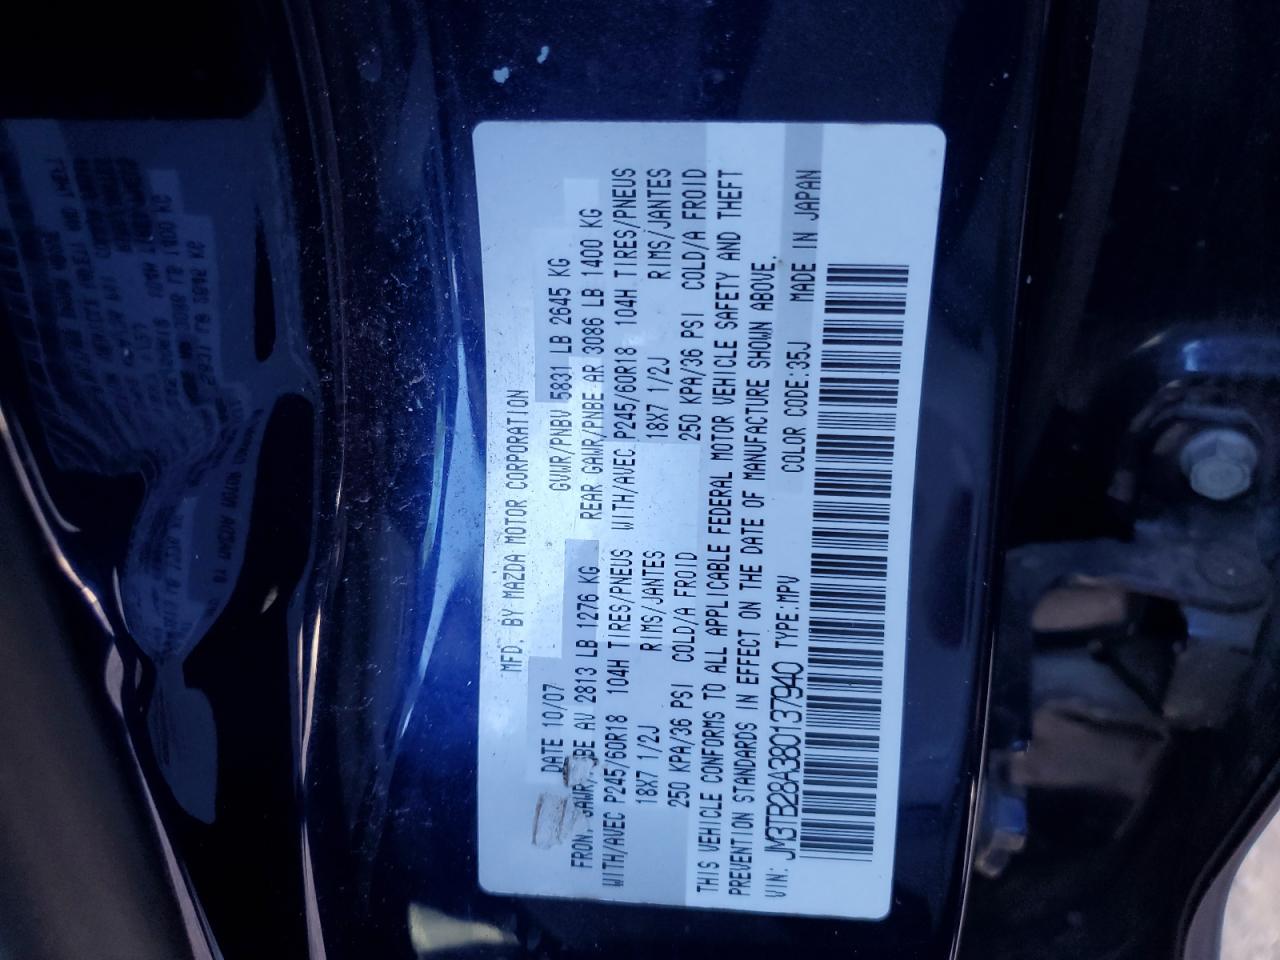 MFD. BY MAZDA MOTOR CORPORATION
DATE 10/07 GVWR/PNBV 5831 LB 2645 KG
FRON. GAWR/ BE AV 2813 LB 1276 KG REAR GAWR/PNBE AR 3086 LB 1400 KG
WITH/AVEC P245/60R18 104H TIRES/PNEUS WITH/AVEC P245/60R18 104H TIRES/PNEUS
18X7 1/2J RIMS/JANTES 18X7 1/2J RIMS/JANTES
250 KPA/36 PSI COLD/A FROID 250 KPA/36 PSI COLD/A FROID
THIS VEHICLE CONFORMS TO ALL APPLICABLE FEDERAL MOTOR VEHICLE SAFETY AND THEFT
PREVENTION STANDARDS IN EFFECT ON THE DATE OF MANUFACTURE SHOWN ABOVE.
VIN: JM3TB28A380137940 TYPE:MPV COLOR CODE:35J MADE IN JAPAN